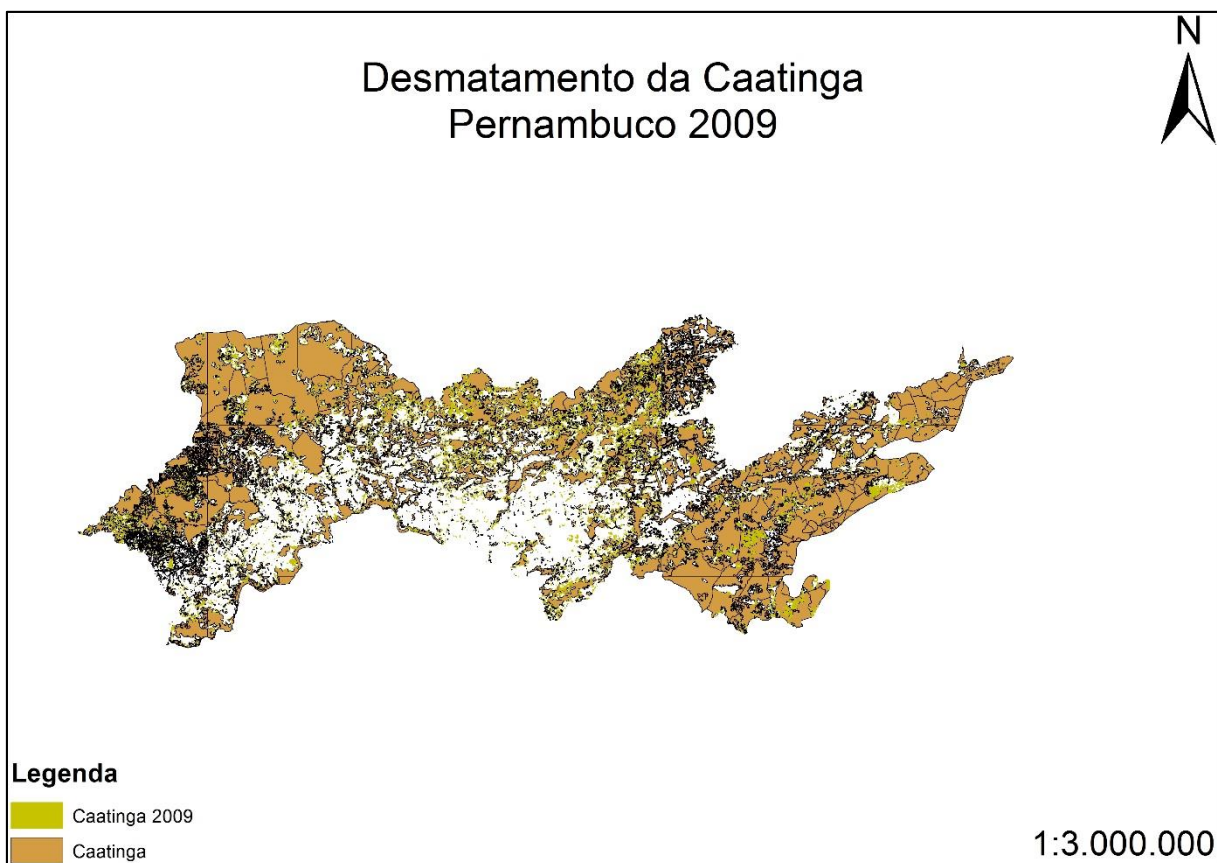 N
Desmatamento da Caatinga
Pernambuco 2009
Legenda
Caatinga 2009
Caatinga
1:3.000.000